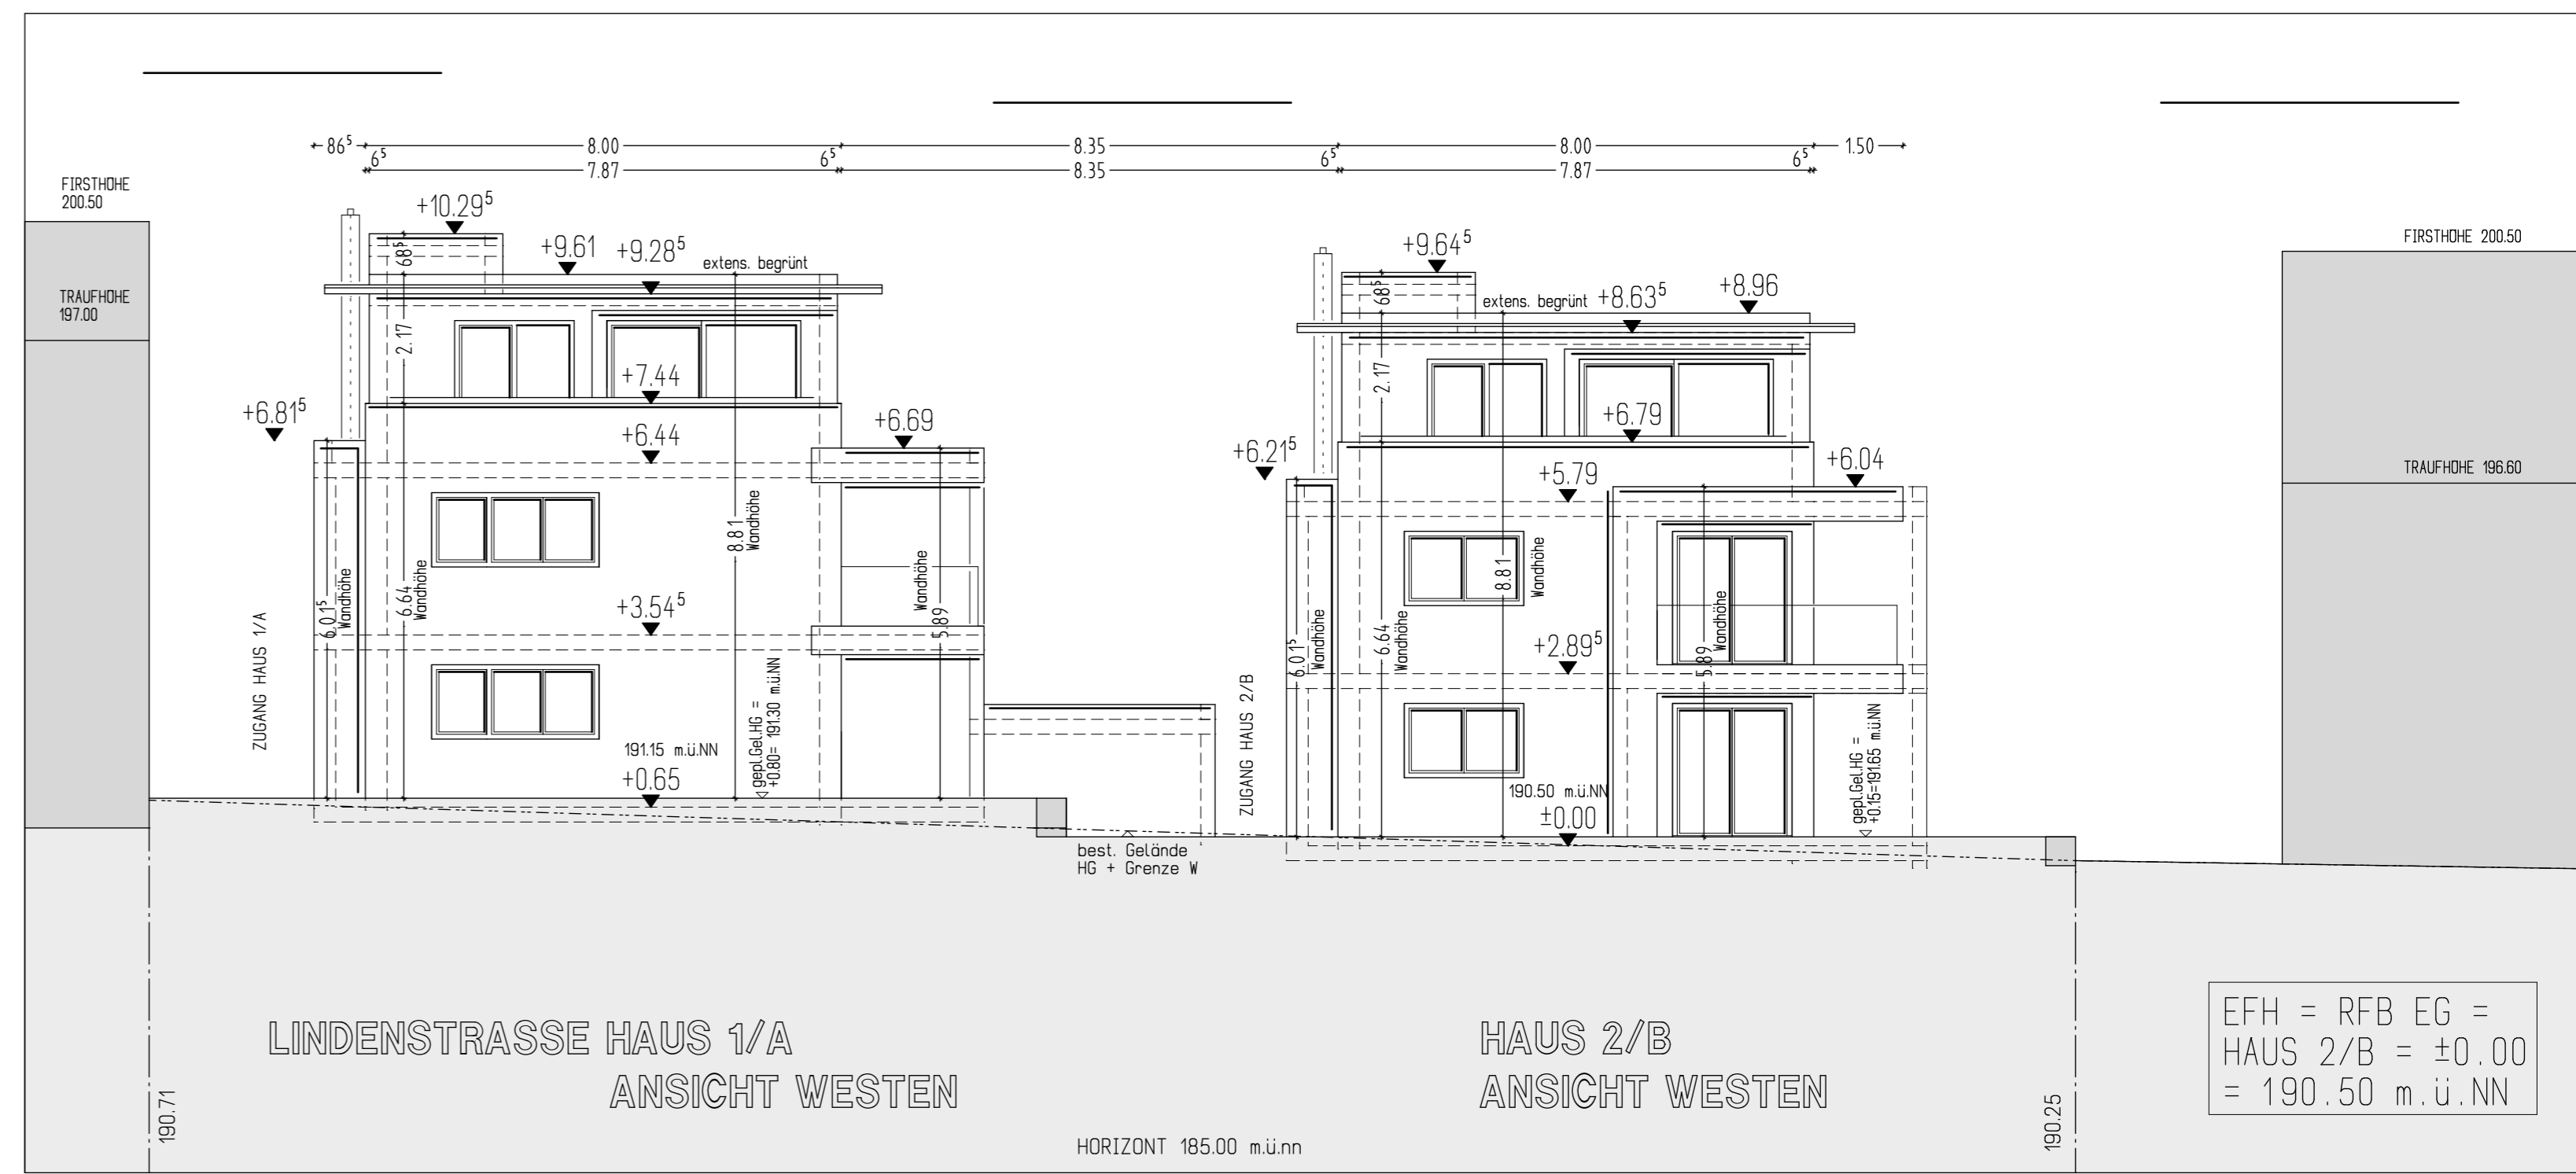 86⁵ 8.00 8.35 8.00 1.50
6⁵ 7.87 6⁵ 8.35 6⁵ 7.87 6⁵
FIRSTHÖHE
200.50
TRAUFHÖHE
197.00
+10.29⁵
+9.61 +9.28⁵
extens. begrünt
68⁵
2.17
+7.44
+6.81⁵
+6.44
+6.69
6.01⁵
Wandhöhe
6.64
Wandhöhe
8.81
Wandhöhe
Wandhöhe
5.89
+3.54⁵
ZUGANG HAUS 1/A
191.15 m.ü.NN
+0.65
gepl.Gel.HG =
+0.80= 191.30 m.ü.NN
best. Gelände
HG + Grenze W
+9.64⁵
extens. begrünt +8.63⁵
+8.96
68⁵
2.17
+6.79
+6.21⁵
+5.79
+6.04
6.01⁵
Wandhöhe
6.64
Wandhöhe
8.81
Wandhöhe
5.89
Wandhöhe
+2.89⁵
ZUGANG HAUS 2/B
190.50 m.ü.NN
±0.00
gepl.Gel.HG =
+0.15=191.65 m.ü.NN
FIRSTHÖHE 200.50
TRAUFHÖHE 196.60
LINDENSTRASSE HAUS 1/A
ANSICHT WESTEN
HAUS 2/B
ANSICHT WESTEN
190.71
190.25
HORIZONT 185.00 m.ü.nn
EFH = RFB EG =
HAUS 2/B = ±0.00
= 190.50 m.ü.NN